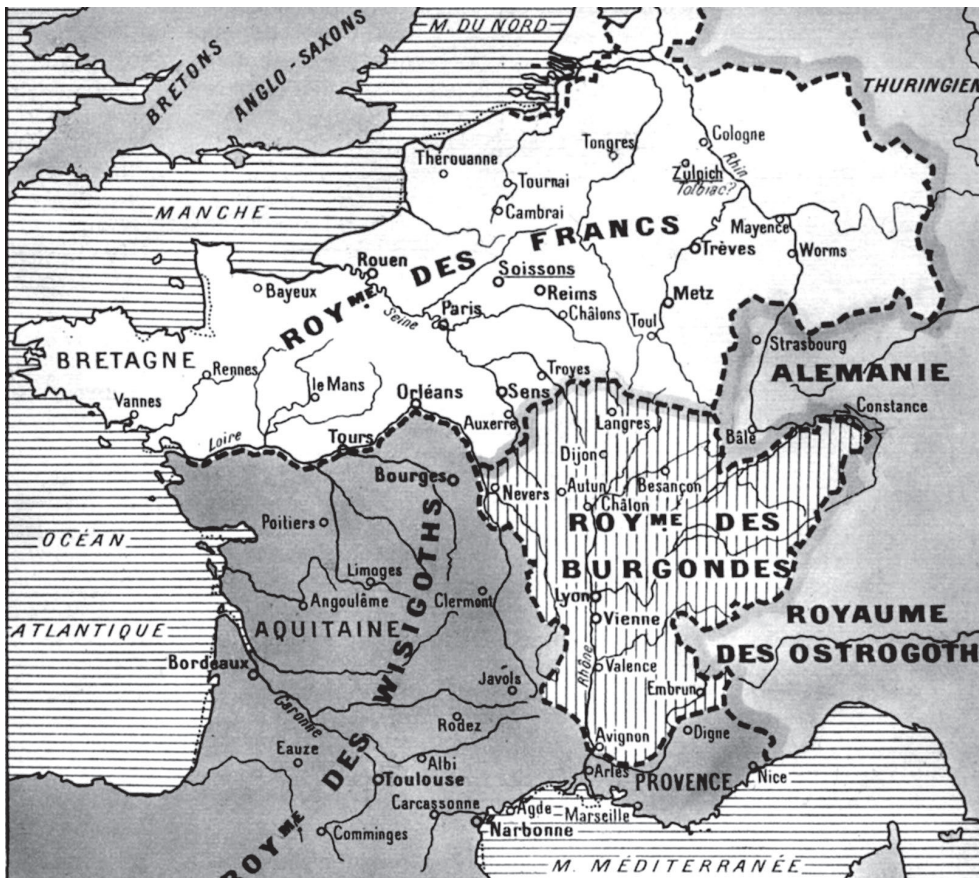 M. DU NORD
BRETONS
ANGLO-SAXONS
THURINGIEN
MANCHE
Thérouanne
Tournai
Cambrai
Tongres
Cologne
Zülpich
Tolbiac?
Rhin
Mayence
Worms
Trèves
ROYME DES FRANCS
Rouen
Bayeux
Soissons
Reims
Metz
Seine
Paris
Châlons
Toul
Strasbourg
ALEMANIE
BRETAGNE
Rennes
le Mans
Vannes
Orléans
Sens
Troyes
Auxerre
Langres
Constance
Bâle
Loire
Tours
Bourges
Nevers
Dijon
Autun
Besançon
Châlon
ROYME DES
BURGONDES
Poitiers
OCÉAN
ATLANTIQUE
Limoges
Angoulême
Clermont
Lyon
Vienne
AQUITAINE
ROYAUME
DES OSTROGOTH
Bordeaux
Garonne
Javols
Rhône
Valence
Embrun
Rodez
Eauze
Albi
Toulouse
Avignon
Digne
Arles
PROVENCE
Nice
ROYME DES WISIGOTHS
Carcassonne
Agde
Marseille
Comminges
Narbonne
M. MÉDITERRANÉE